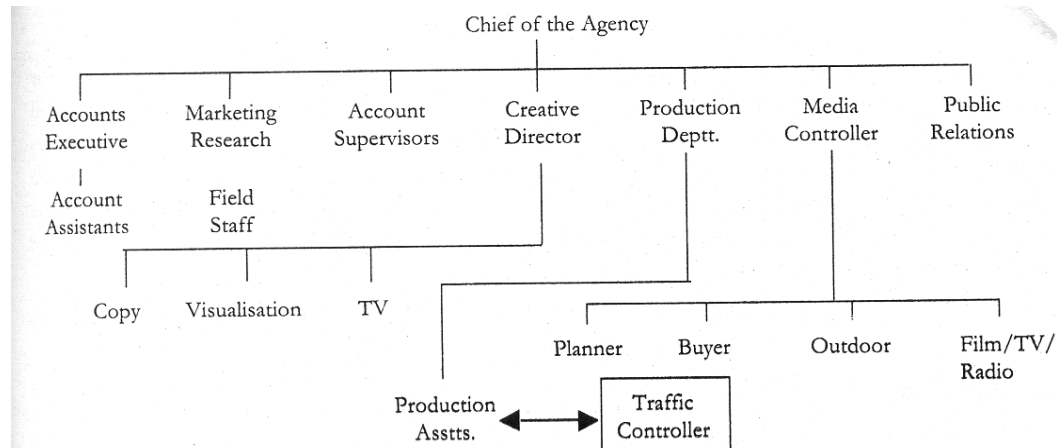 Chief of the Agency
Accounts
Executive
Marketing
Research
Account
Supervisors
Creative
Director
Production
Deptt.
Media
Controller
Public
Relations
Account
Assistants
Field
Staff
Copy
Visualisation
TV
Planner
Buyer
Outdoor
Film/TV/
Radio
Production
Asstts.
Traffic
Controller